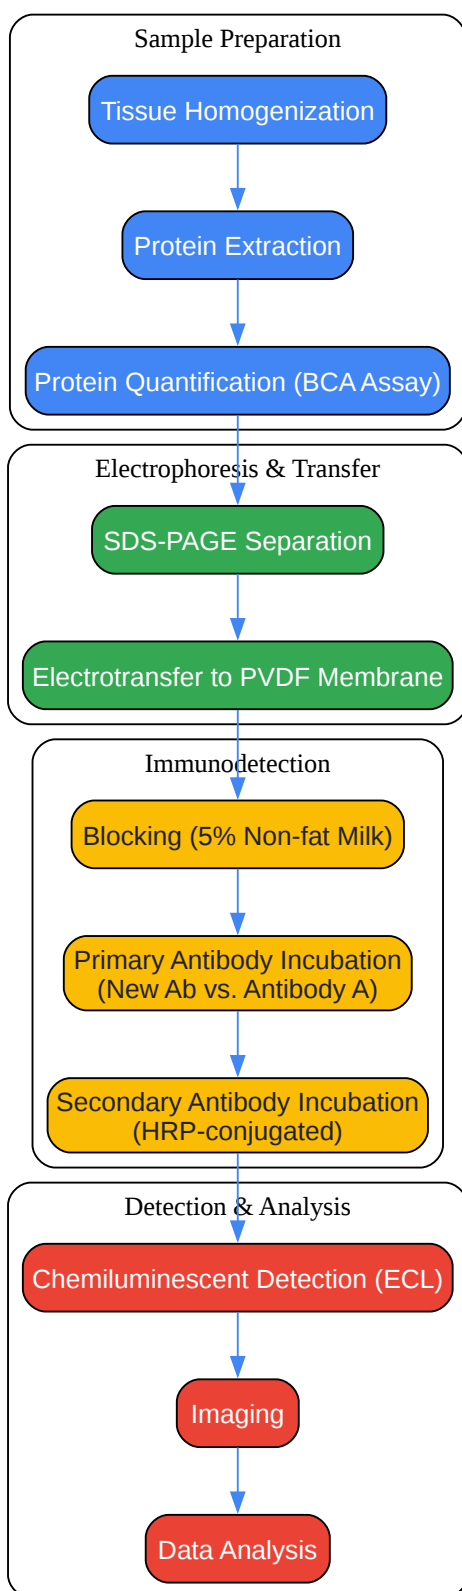 Sample Preparation
Tissue Homogenization
Protein Extraction
Protein Quantification (BCA Assay)
Electrophoresis & Transfer
SDS-PAGE Separation
Electrotransfer to PVDF Membrane
Immunodetection
Blocking (5% Non-fat Milk)
Primary Antibody Incubation
(New Ab vs. Antibody A)
Secondary Antibody Incubation
(HRP-conjugated)
Detection & Analysis
Chemiluminescent Detection (ECL)
Imaging
Data Analysis